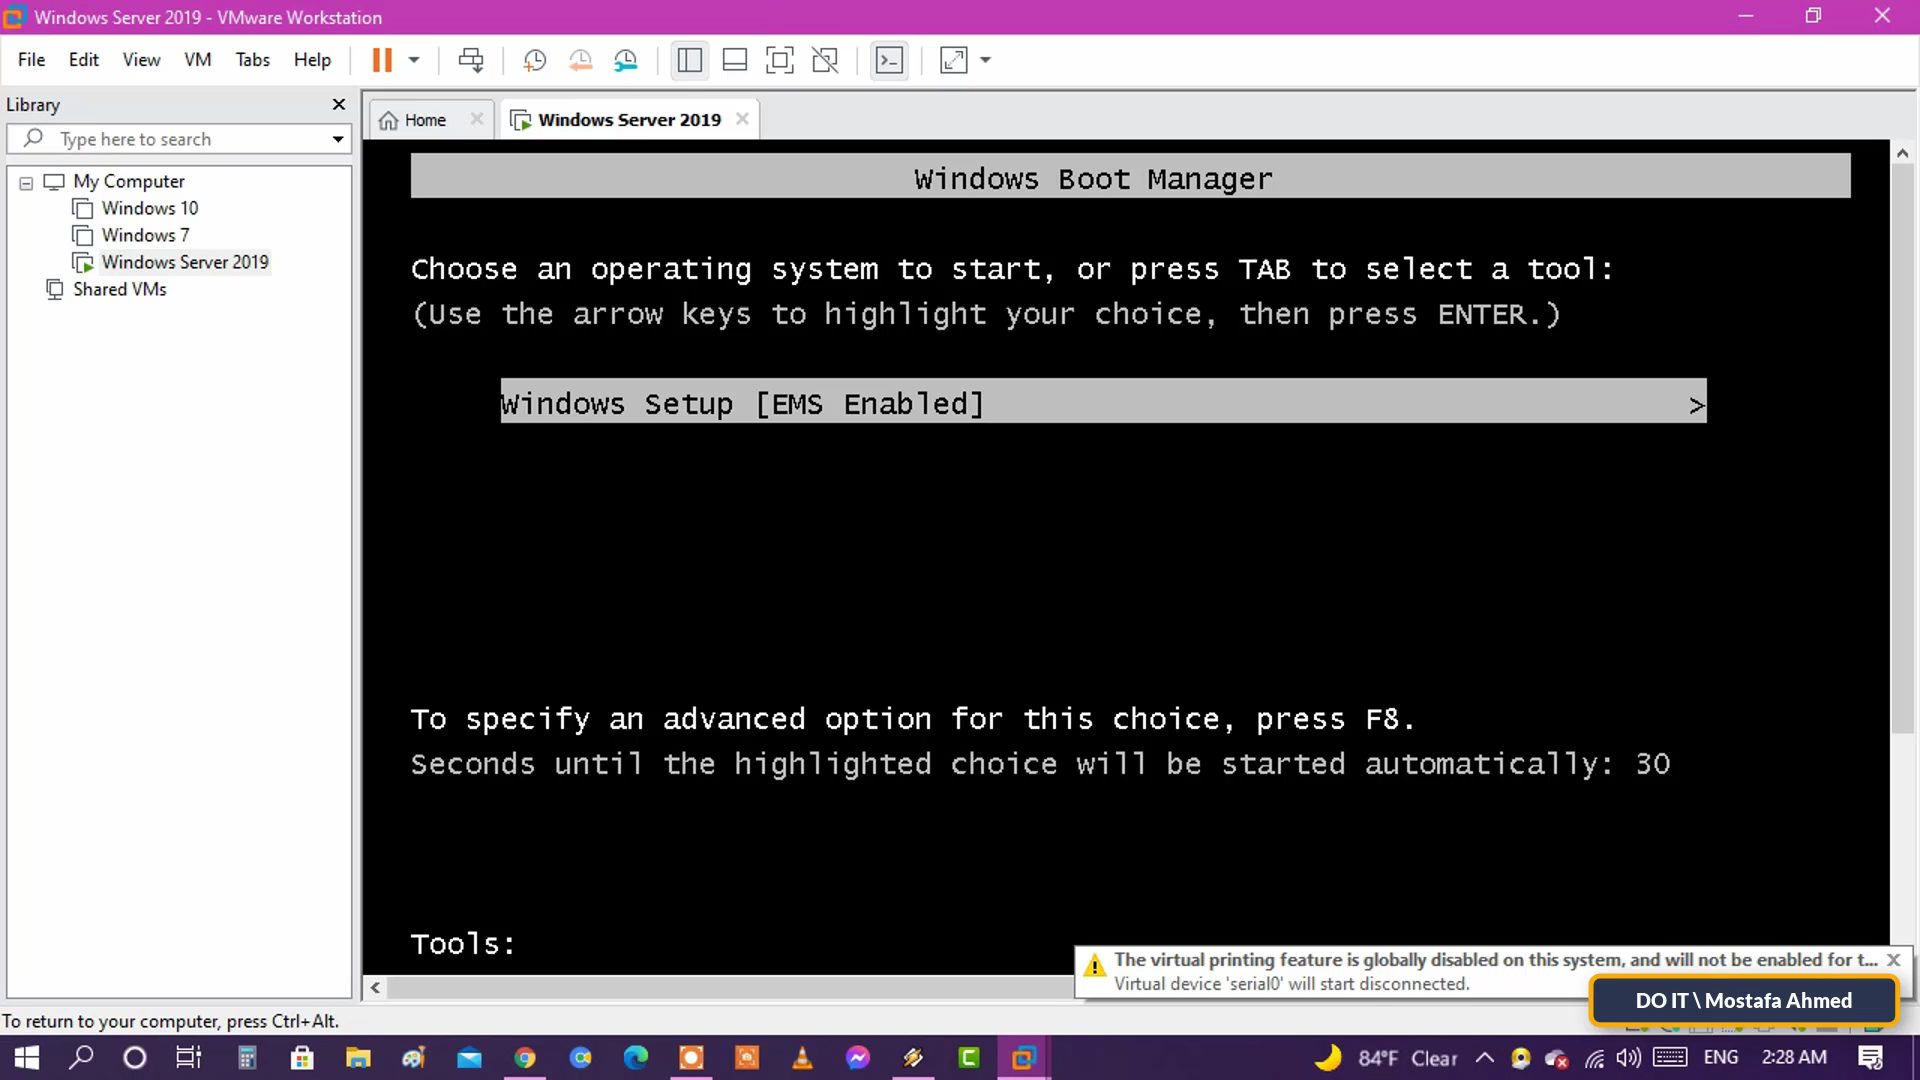 Windows Server 2019 - VMware Workstation
File Edit View VM Tabs Help
Library
Type here to search
My Computer
Windows 10
Windows 7
Windows Server 2019
Shared VMs
Home
Windows Server 2019
Windows Boot Manager
Choose an operating system to start, or press TAB to select a tool:
(Use the arrow keys to highlight your choice, then press ENTER.)
Windows Setup [EMS Enabled] >
To specify an advanced option for this choice, press F8.
Seconds until the highlighted choice will be started automatically: 30
Tools:
The virtual printing feature is globally disabled on this system, and will not be enabled for t...
Virtual device 'serial0' will start disconnected.
DO IT \ Mostafa Ahmed
To return to your computer, press Ctrl+Alt.
84°F Clear
ENG
2:28 AM